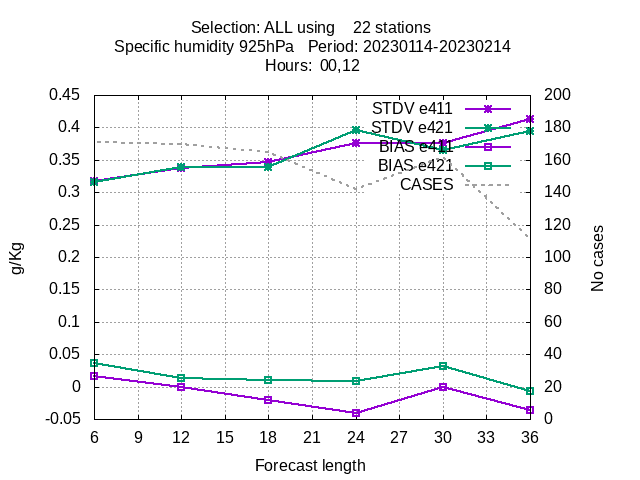 Selection: ALL using    22 stations
Specific humidity 925hPa   Period: 20230114-20230214
Hours:  00,12
STDV e411
STDV e421
BIAS e411
BIAS e421
CASES
0.45
0.4
0.35
0.3
0.25
0.2
0.15
0.1
0.05
0
-0.05
200
180
160
140
120
100
80
60
40
20
0
g/Kg
No cases
6 9 12 15 18 21 24 27 30 33 36
Forecast length